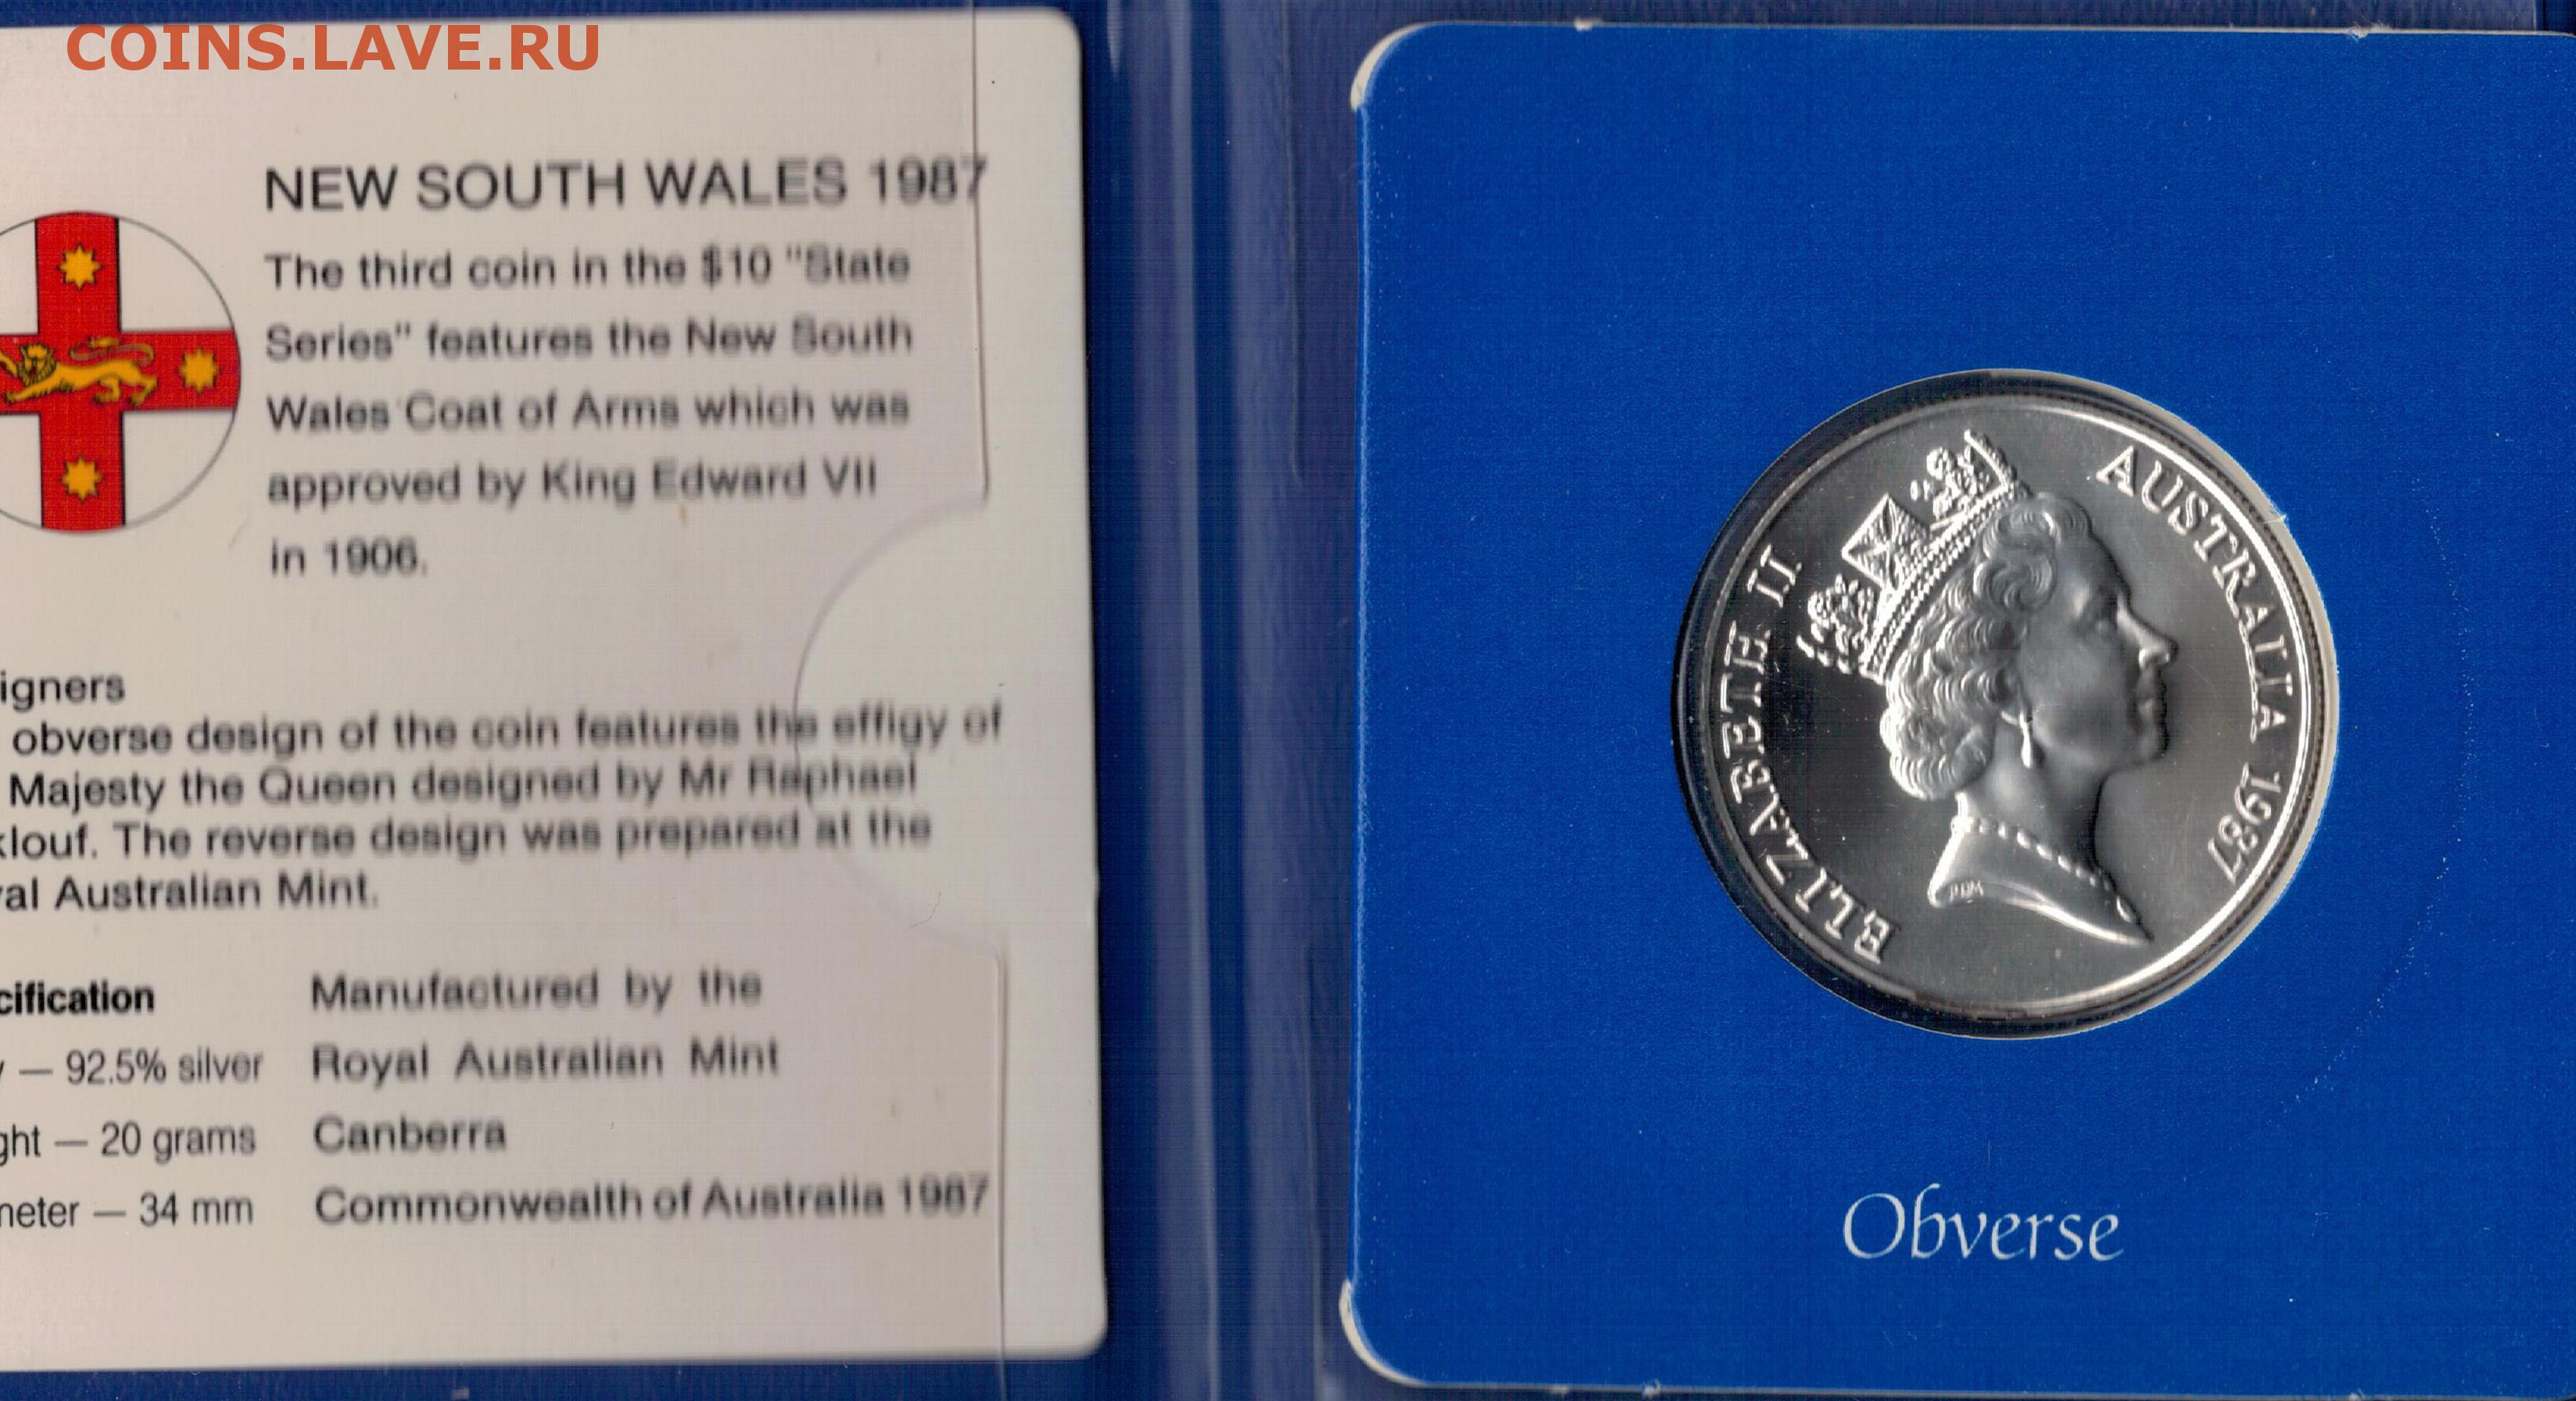 COINS.LAVE.RU
NEW SOUTH WALES 1987
The third coin in the $10 "State
Series" features the New South
Wales Coat of Arms which was
approved by King Edward VII
in 1906.
igners
obverse design of the coin features the effigy of
Majesty the Queen designed by Mr Raphael
klouf. The reverse design was prepared at the
al Australian Mint.
cification
y — 92.5% silver
ght — 20 grams
neter — 34 mm
Manufactured by the
Royal Australian Mint
Canberra
Commonwealth of Australia 1987
ELIZABETH II
AUSTRALIA 1987
RDM
Obverse